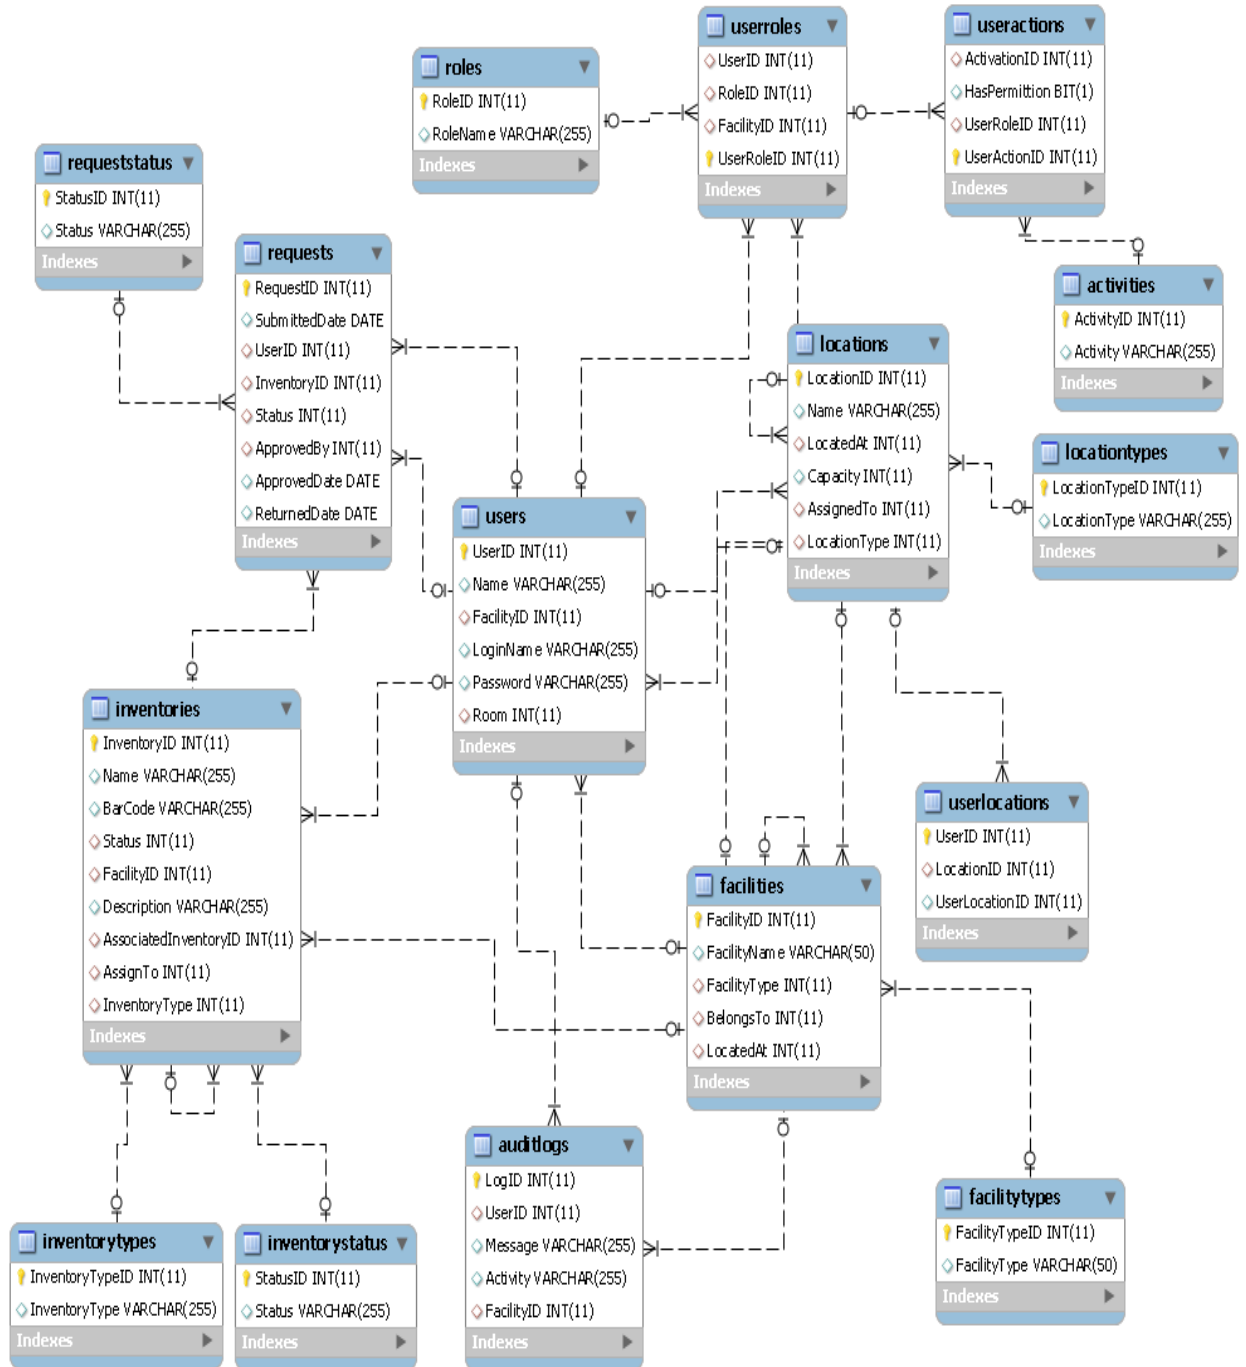 roles
RoleID INT(11)
RoleName VARCHAR(255)
Indexes
userroles
UserID INT(11)
RoleID INT(11)
FacilityID INT(11)
UserRoleID INT(11)
Indexes
useractions
ActivationID INT(11)
HasPermittion BIT(1)
UserRoleID INT(11)
UserActionID INT(11)
Indexes
requeststatus
StatusID INT(11)
Status VARCHAR(255)
Indexes
requests
RequestID INT(11)
SubmittedDate DATE
UserID INT(11)
InventoryID INT(11)
Status INT(11)
ApprovedBy INT(11)
ApprovedDate DATE
ReturnedDate DATE
Indexes
activities
ActivityID INT(11)
Activity VARCHAR(255)
Indexes
locations
LocationID INT(11)
Name VARCHAR(255)
LocatedAt INT(11)
Capacity INT(11)
AssignedTo INT(11)
LocationType INT(11)
Indexes
locationtypes
LocationTypeID INT(11)
LocationType VARCHAR(255)
Indexes
users
UserID INT(11)
Name VARCHAR(255)
FacilityID INT(11)
LoginName VARCHAR(255)
Password VARCHAR(255)
Room INT(11)
Indexes
inventories
InventoryID INT(11)
Name VARCHAR(255)
BarCode VARCHAR(255)
Status INT(11)
FacilityID INT(11)
Description VARCHAR(255)
AssociatedInventoryID INT(11)
AssignTo INT(11)
InventoryType INT(11)
Indexes
userlocations
UserID INT(11)
LocationID INT(11)
UserLocationID INT(11)
Indexes
facilities
FacilityID INT(11)
FacilityName VARCHAR(50)
FacilityType INT(11)
BelongsTo INT(11)
LocatedAt INT(11)
Indexes
auditlogs
LogID INT(11)
UserID INT(11)
Message VARCHAR(255)
Activity VARCHAR(255)
FacilityID INT(11)
Indexes
facilitytypes
FacilityTypeID INT(11)
FacilityType VARCHAR(50)
Indexes
inventorytypes
InventoryTypeID INT(11)
InventoryType VARCHAR(255)
Indexes
inventorystatus
StatusID INT(11)
Status VARCHAR(255)
Indexes